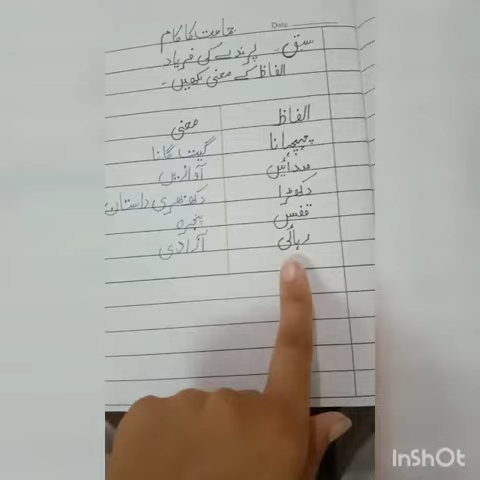 جماعت کا کام
Date
سبق:- پرندے کی فریاد
الفاظ کے معنی لکھیں۔
الفاظ معنی
چہچہانا گیت گانا
صدائیں آوازیں
دکھڑا دکھ بھری داستان
قفس پنجرہ
رہائی آزادی
InShOt